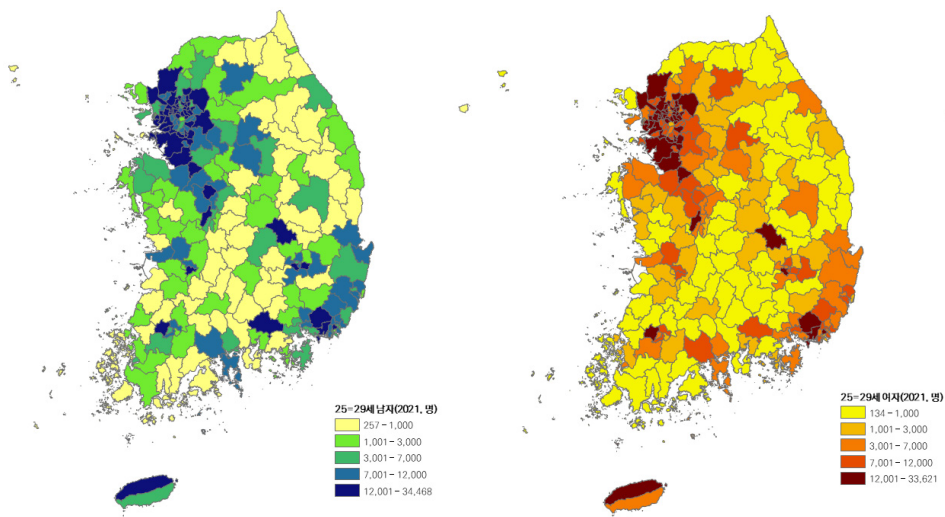 25=29세 남자(2021, 명)
257 - 1,000
1,001 - 3,000
3,001 - 7,000
7,001 - 12,000
12,001 - 34,468
25=29세 여자(2021, 명)
134 - 1,000
1,001 - 3,000
3,001 - 7,000
7,001 - 12,000
12,001 - 33,621